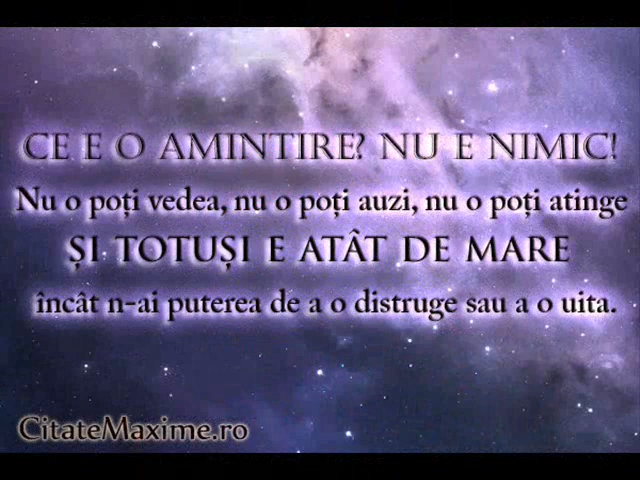 CE E O AMINTIRE? NU E NIMIC!
Nu o poți vedea, nu o poți auzi, nu o poți atinge
ȘI TOTUȘI E ATÂT DE MARE
încât n-ai puterea de a o distruge sau a o uita.
CitateMaxime.ro